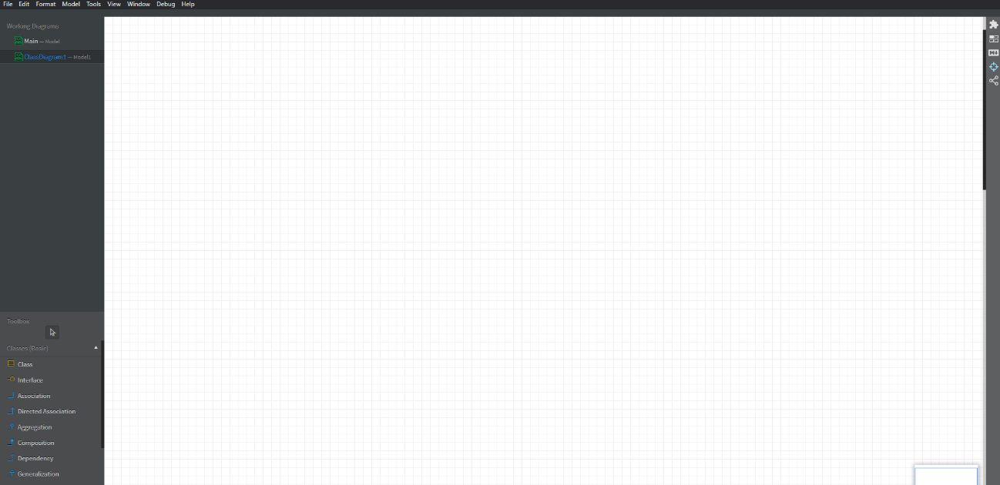 File Edit Format Model Tools View Window Debug Help
Working Diagrams
Main — Model
ClassDiagram1 — Model1
Toolbox
Classes (Basic)
Class
Interface
Association
Directed Association
Aggregation
Composition
Dependency
Generalization